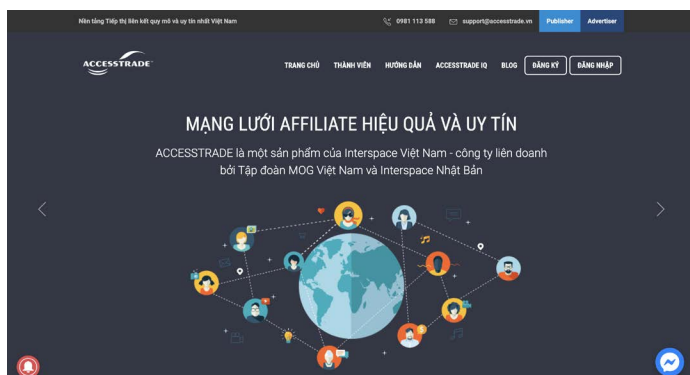 Nền tảng Tiếp thị liên kết quy mô và uy tín nhất Việt Nam
0981 113 588
support@accesstrade.vn
Publisher
Advertiser
ACCESSTRADE
TRANG CHỦ
THÀNH VIÊN
HƯỚNG DẪN
ACCESSTRADE IQ
BLOG
ĐĂNG KÝ
ĐĂNG NHẬP
MẠNG LƯỚI AFFILIATE HIỆU QUẢ VÀ UY TÍN
ACCESSTRADE là một sản phẩm của Interspace Việt Nam - công ty liên doanh
bởi Tập đoàn MOG Việt Nam và Interspace Nhật Bản